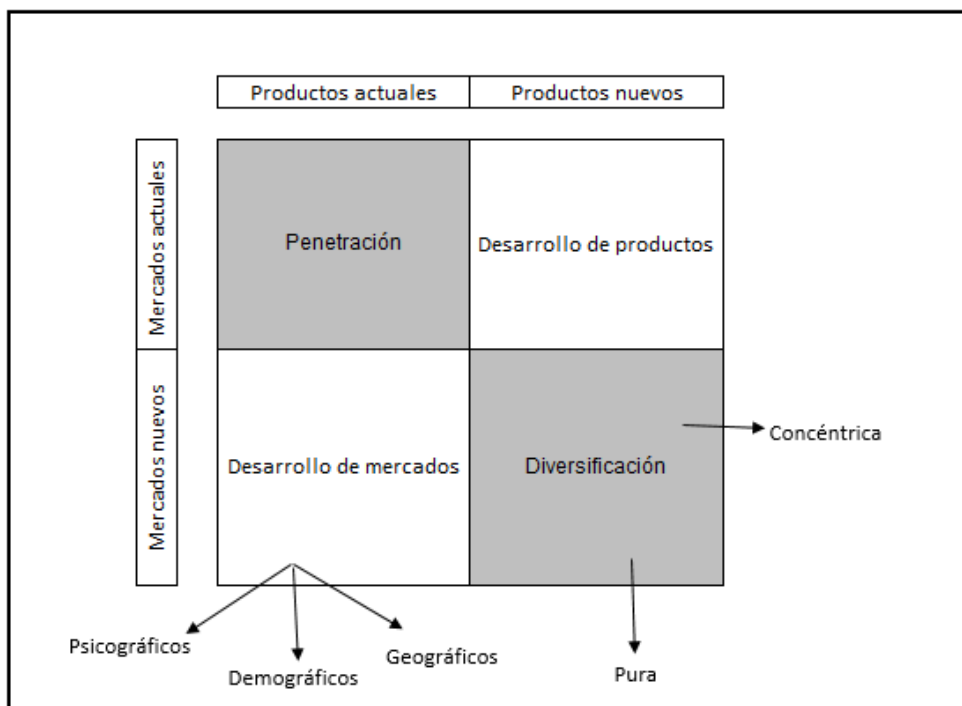 Productos actuales
Productos nuevos
Mercados actuales
Penetración
Desarrollo de productos
Mercados nuevos
Desarrollo de mercados
Diversificación
Concéntrica
Psicográficos
Demográficos
Geográficos
Pura